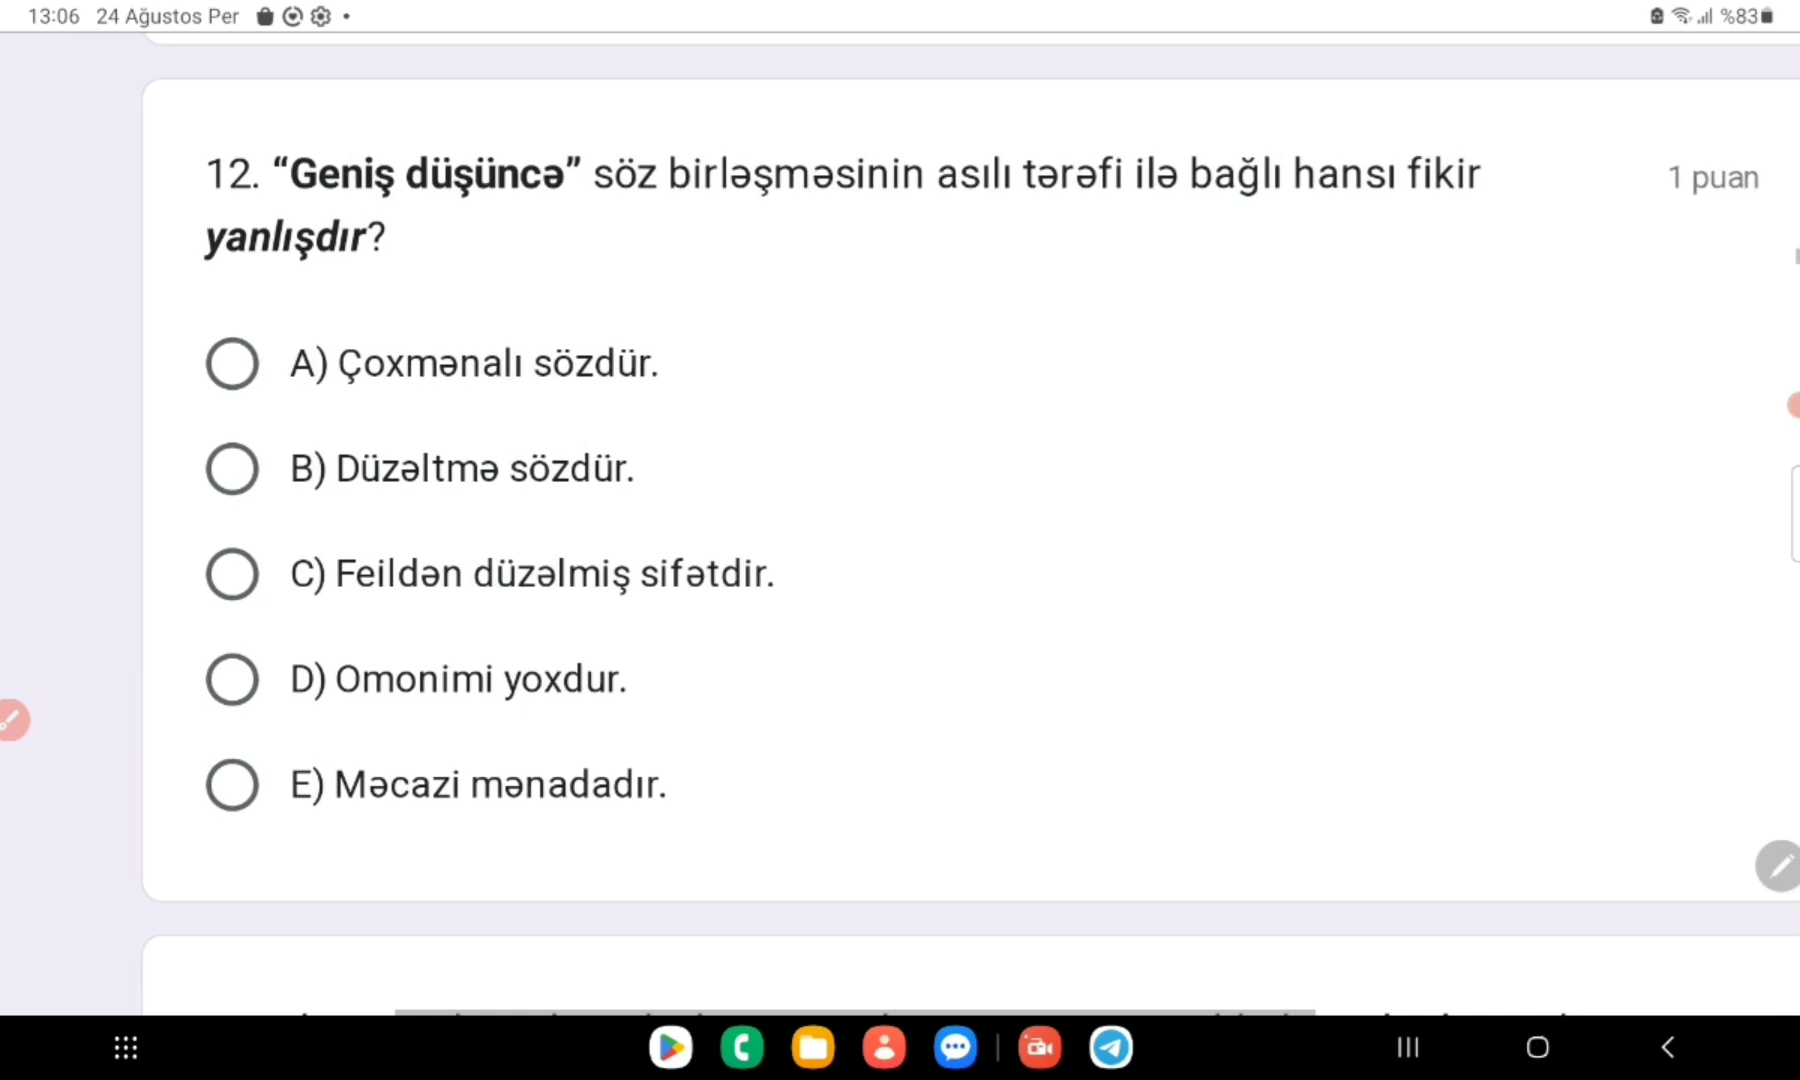 13:06 24 Ağustos Per
%83
12. “Geniş düşüncə” söz birləşməsinin asılı tərəfi ilə bağlı hansı fikir
yanlışdır?
1 puan
A) Çoxmənalı sözdür.
B) Düzəltmə sözdür.
C) Feildən düzəlmiş sifətdir.
D) Omonimi yoxdur.
E) Məcazi mənadadır.